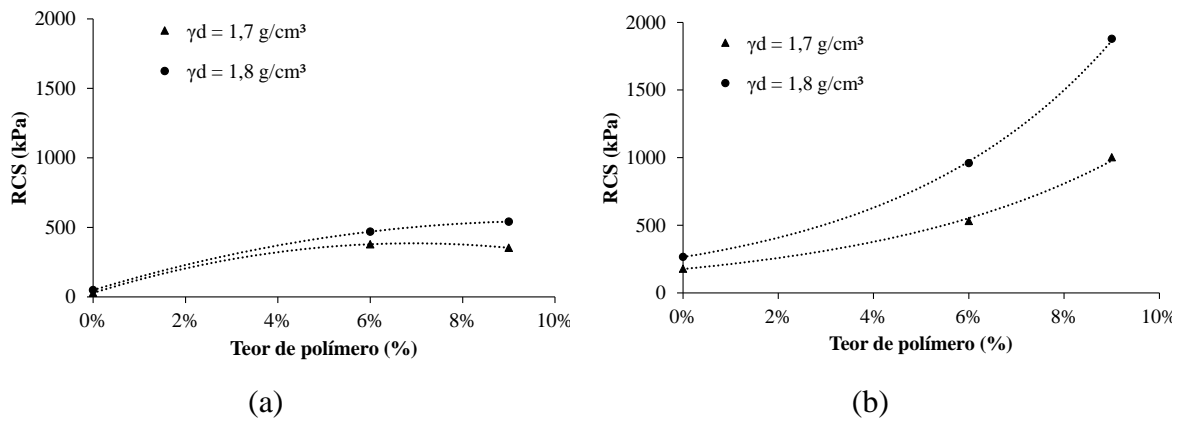 2000
1500
1000
500
0
RCS (kPa)
γd = 1,7 g/cm³
γd = 1,8 g/cm³
0% 2% 4% 6% 8% 10%
Teor de polímero (%)
(a)
2000
1500
1000
500
0
RCS (kPa)
γd = 1,7 g/cm³
γd = 1,8 g/cm³
0% 2% 4% 6% 8% 10%
Teor de polímero (%)
(b)